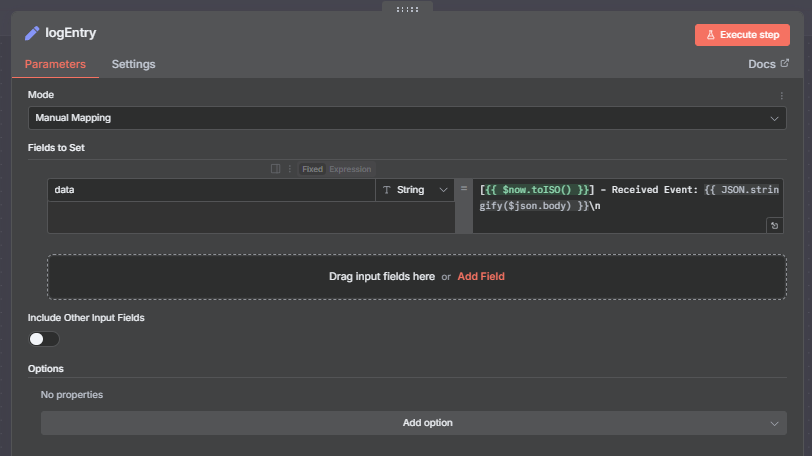 logEntry
Execute step
Parameters
Settings
Docs
Mode
Manual Mapping
Fields to Set
Fixed Expression
data
T String
=
[{{ $now.toISO() }}] - Received Event: {{ JSON.strin
gify($json.body) }}\n
Drag input fields here or Add Field
Include Other Input Fields
Options
No properties
Add option